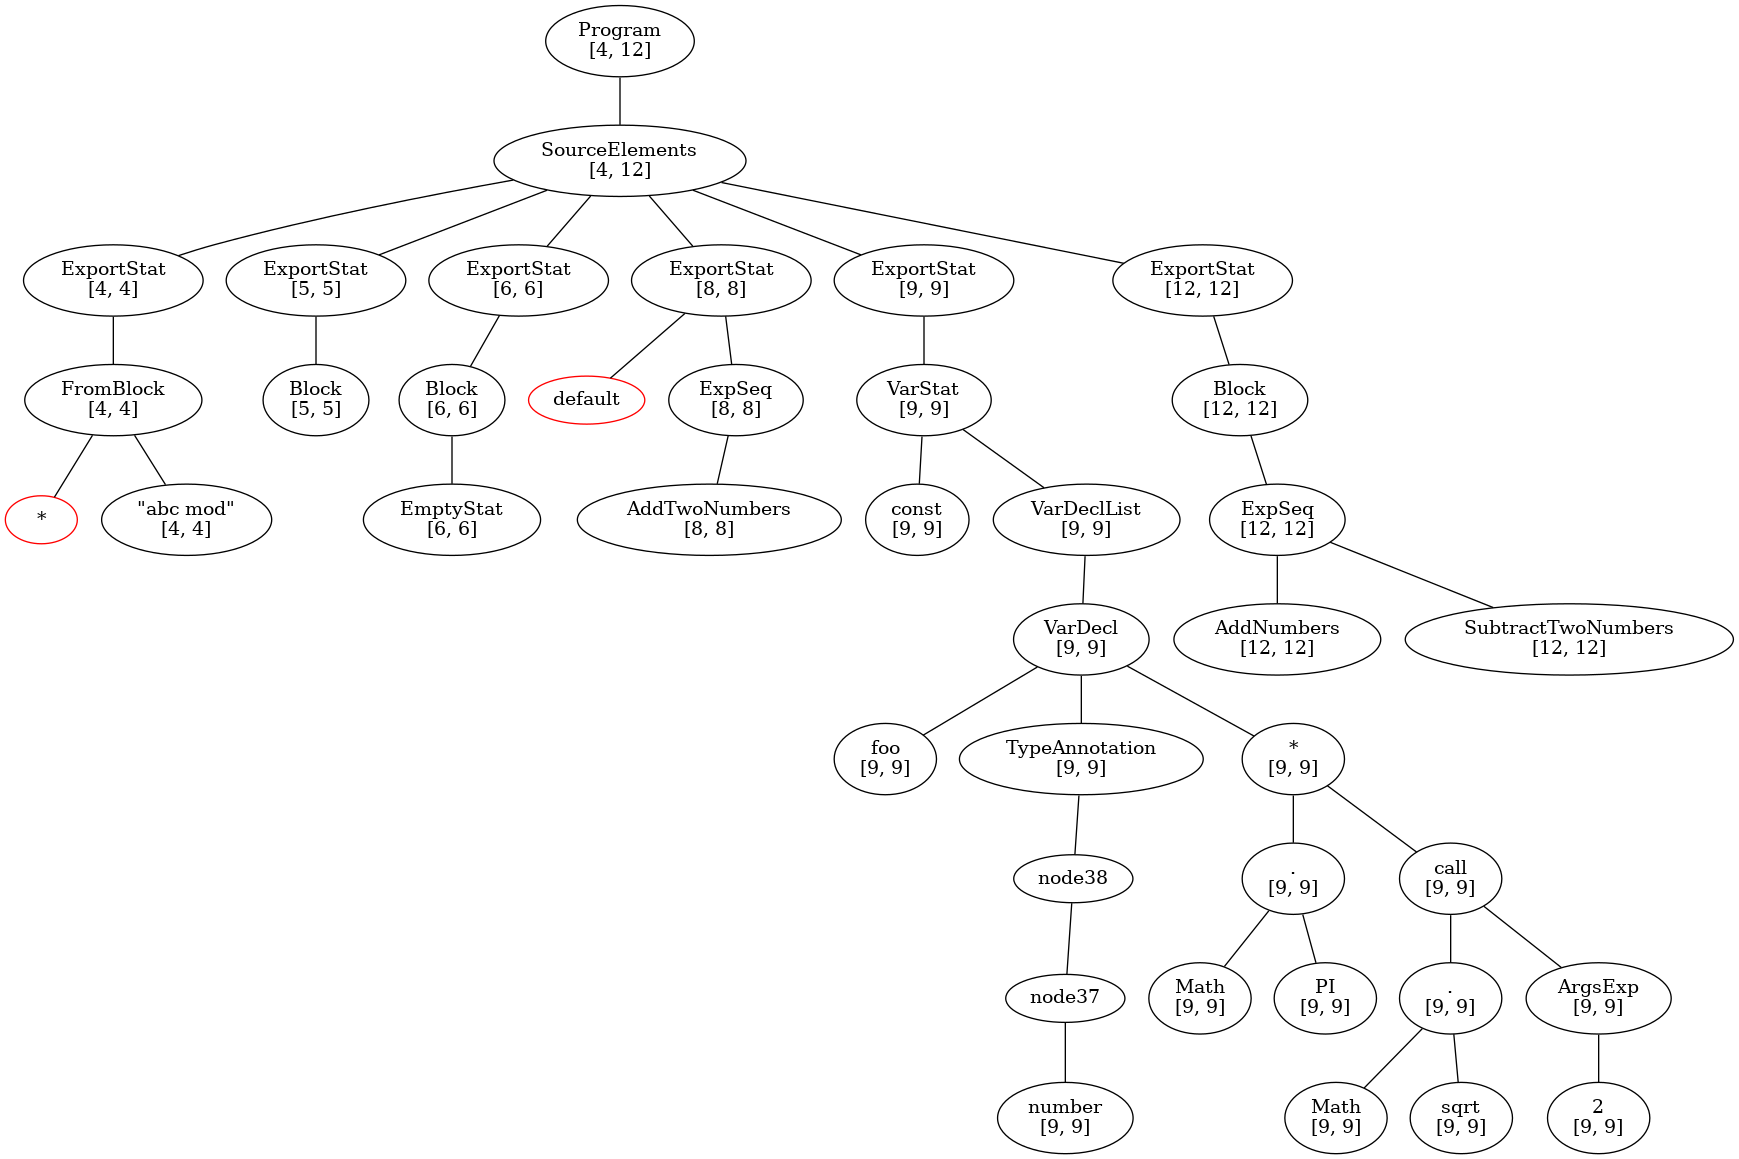 Program
[4, 12]
SourceElements
[4, 12]
ExportStat
[4, 4]
ExportStat
[5, 5]
ExportStat
[6, 6]
ExportStat
[8, 8]
ExportStat
[9, 9]
ExportStat
[12, 12]
FromBlock
[4, 4]
Block
[5, 5]
Block
[6, 6]
default
ExpSeq
[8, 8]
VarStat
[9, 9]
Block
[12, 12]
*
"abc mod"
[4, 4]
EmptyStat
[6, 6]
AddTwoNumbers
[8, 8]
const
[9, 9]
VarDeclList
[9, 9]
ExpSeq
[12, 12]
VarDecl
[9, 9]
AddNumbers
[12, 12]
SubtractTwoNumbers
[12, 12]
foo
[9, 9]
TypeAnnotation
[9, 9]
*
[9, 9]
node38
.
[9, 9]
call
[9, 9]
node37
Math
[9, 9]
PI
[9, 9]
.
[9, 9]
ArgsExp
[9, 9]
number
[9, 9]
Math
[9, 9]
sqrt
[9, 9]
2
[9, 9]